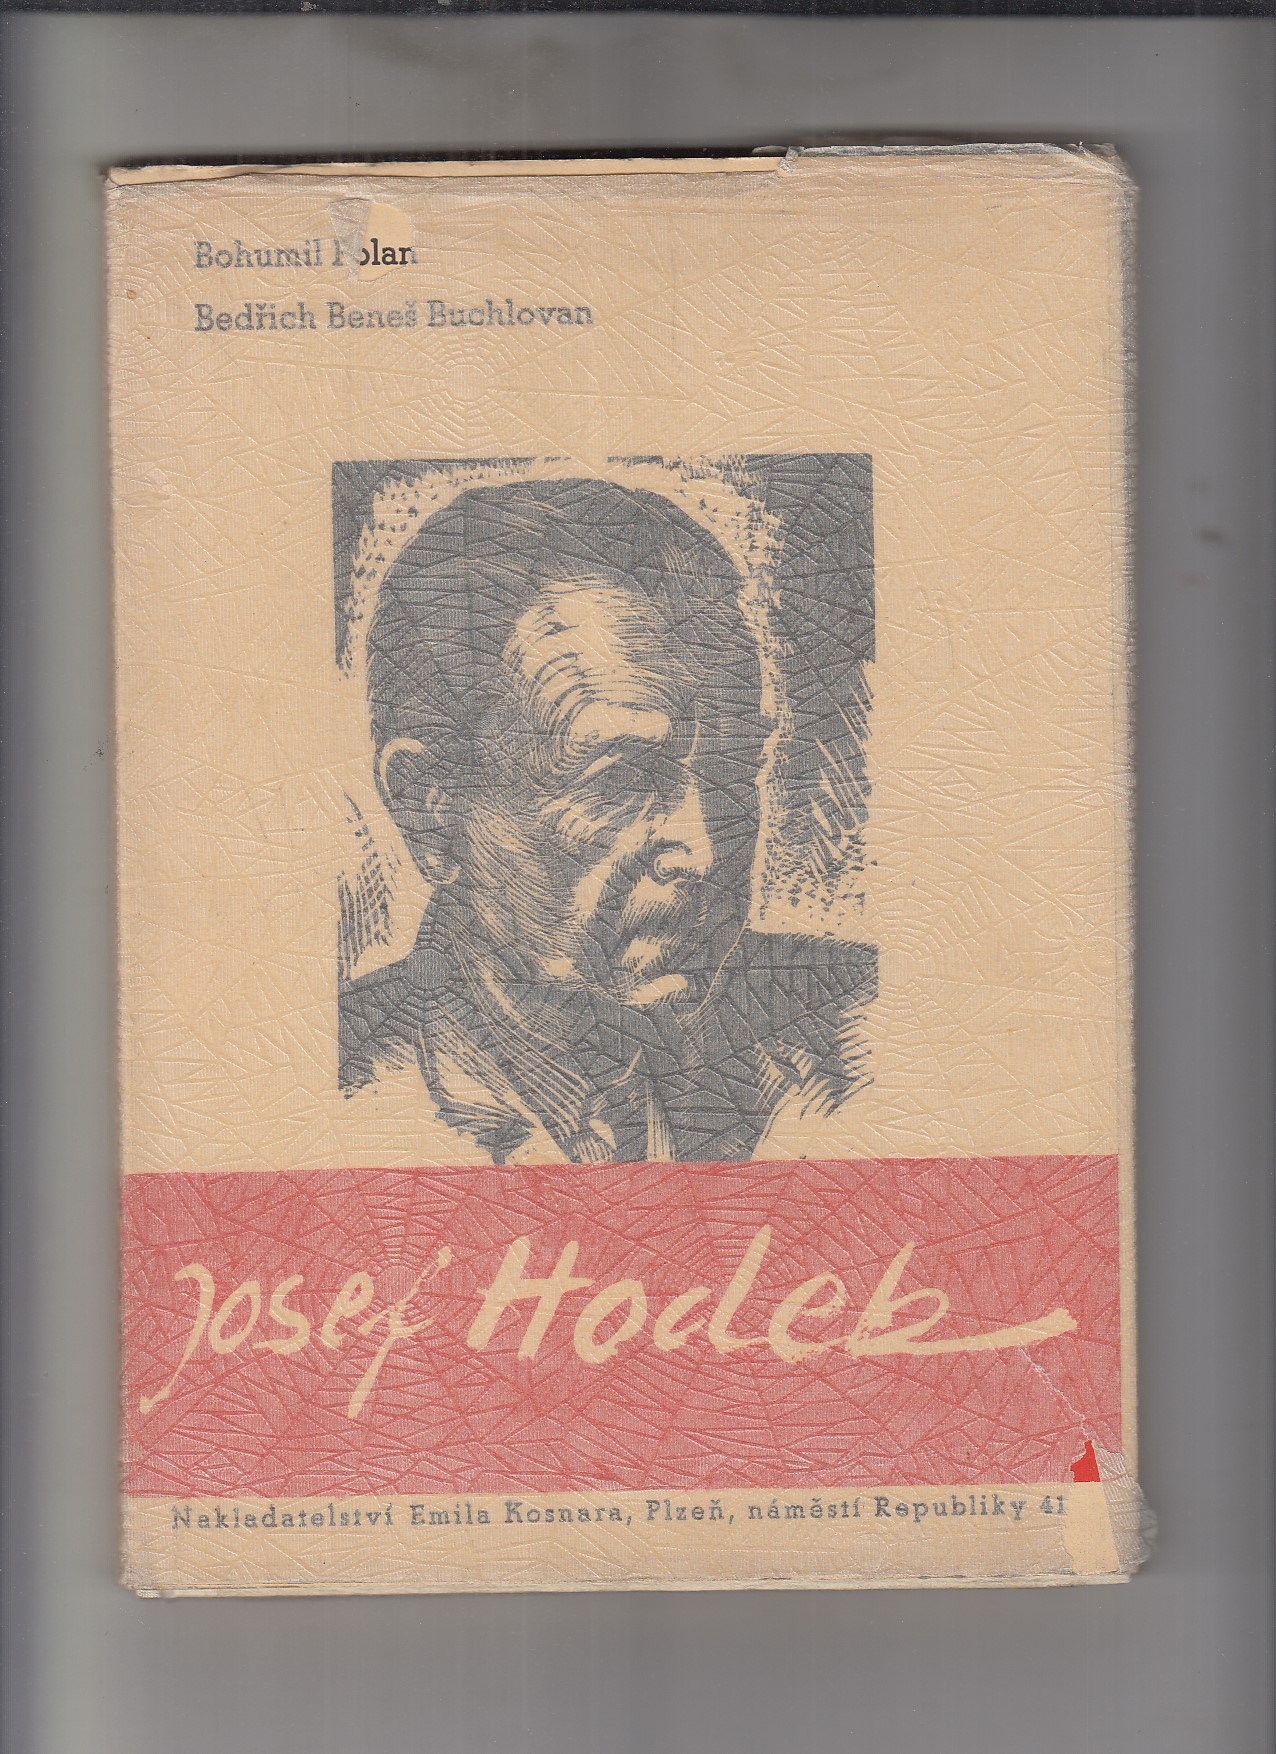 Bohumil Polan
Bedřich Beneš Buchlovan
Josef Hodek
Nakladatelství Emila Kosnara, Plzeň, náměstí Republiky 41